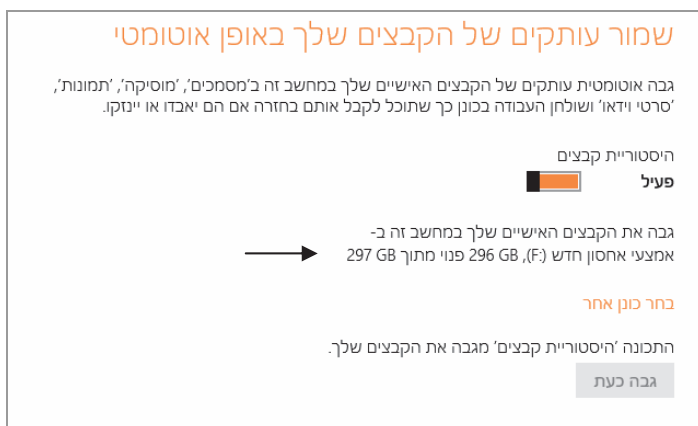 שמור עותקים של הקבצים שלך באופן אוטומטי
גבה אוטומטית עותקים של הקבצים האישיים שלך במחשב זה ב'מסמכים', 'מוסיקה', 'תמונות',
'סרטי וידאו' ושולחן העבודה בכונן כך שתוכל לקבל אותם בחזרה אם הם יאבדו או יינזקו.
היסטוריית קבצים
פעיל
גבה את הקבצים האישיים שלך במחשב זה ב-
אמצעי אחסון חדש (F:), 296 GB פנוי מתוך 297 GB
בחר כונן אחר
התכונה 'היסטוריית קבצים' מגבה את הקבצים שלך.
גבה כעת